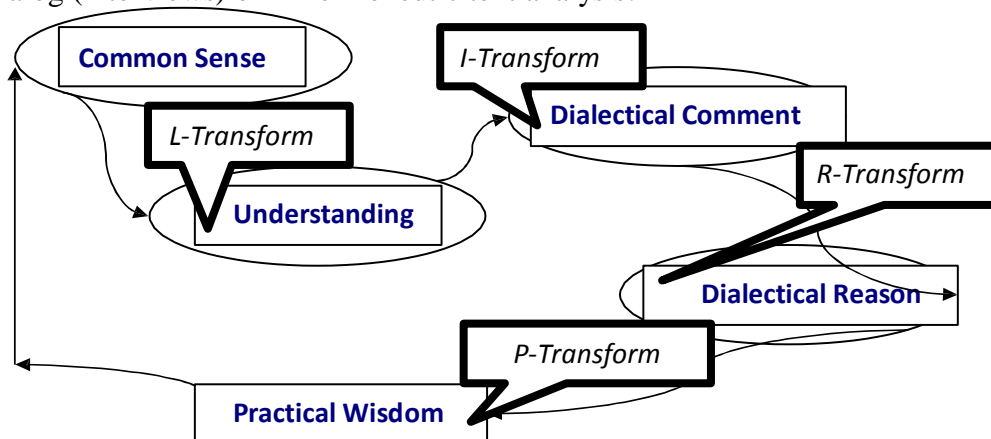 Common Sense
I-Transform
Dialectical Comment
L-Transform
R-Transform
Understanding
Dialectical Reason
P-Transform
Practical Wisdom